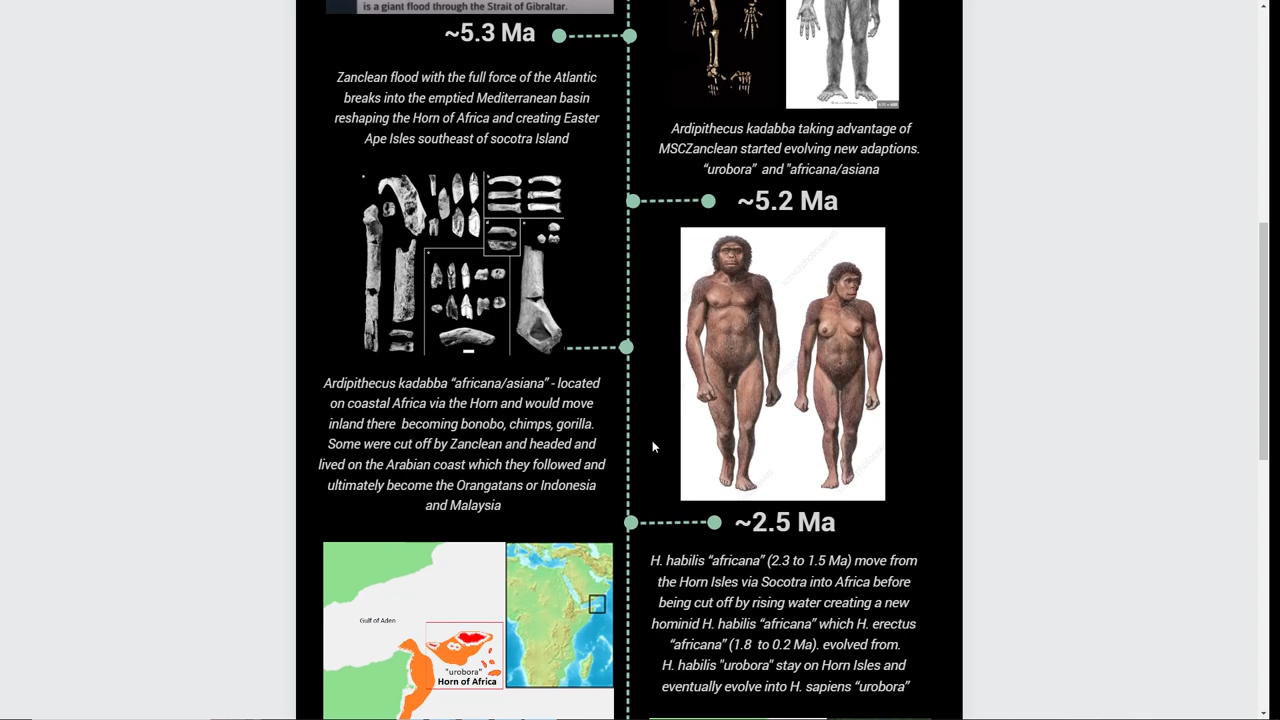 is a giant flood through the Strait of Gibraltar.
~5.3 Ma
Zanclean flood with the full force of the Atlantic
breaks into the emptied Mediterranean basin
reshaping the Horn of Africa and creating Easter
Ape Isles southeast of socotra Island
Ardipithecus kadabba taking advantage of
MSCZanclean started evolving new adaptions.
“urobora”  and "africana/asiana
~5.2 Ma
Ardipithecus kadabba “africana/asiana” - located
on coastal Africa via the Horn and would move
inland there  becoming bonobo, chimps, gorilla.
Some were cut off by Zanclean and headed and
lived on the Arabian coast which they followed and
ultimately become the Orangatans or Indonesia
and Malaysia
~2.5 Ma
H. habilis “africana” (2.3 to 1.5 Ma) move from
the Horn Isles via Socotra into Africa before
being cut off by rising water creating a new
hominid H. habilis “africana” which H. erectus
“africana” (1.8  to 0.2 Ma). evolved from.
H. habilis "urobora" stay on Horn Isles and
eventually evolve into H. sapiens “urobora”
Gulf of Aden
"urobora"
Horn of Africa